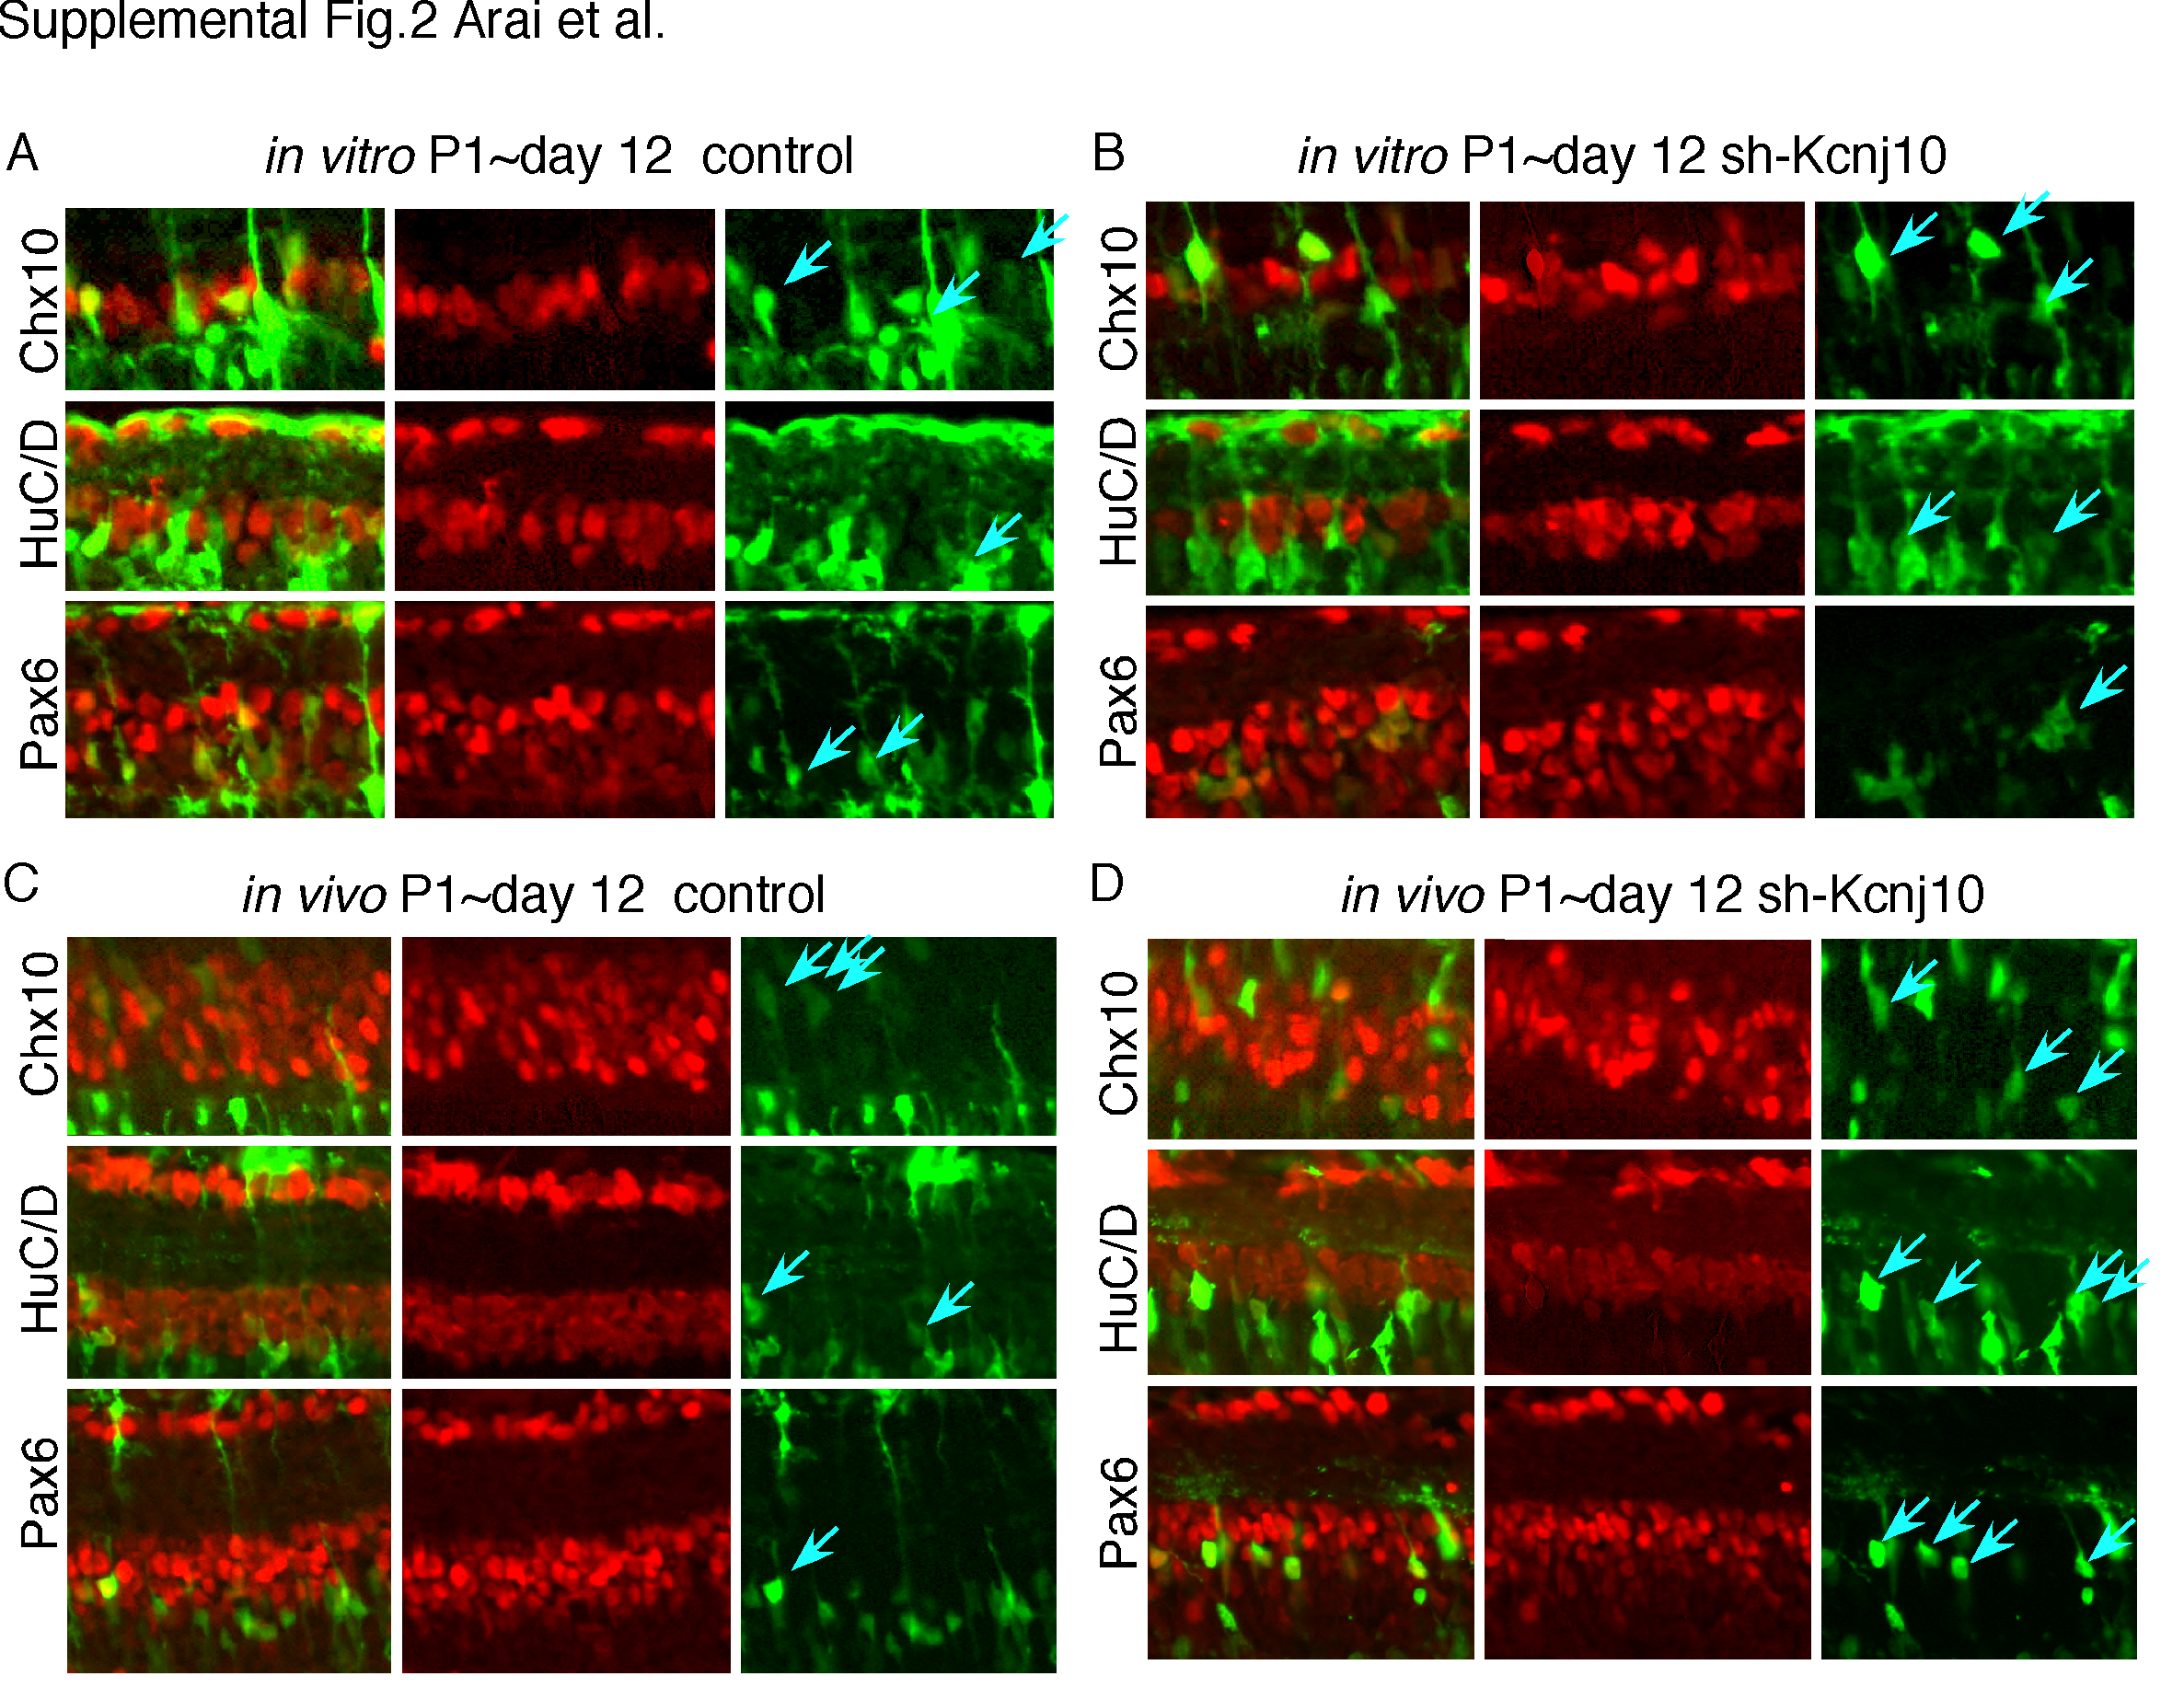 Supplemental Fig.2 Arai et al.
A
in vitro P1~day 12 control
Chx10
HuC/D
Pax6
B
in vitro P1~day 12 sh-Kcnj10
Chx10
HuC/D
Pax6
C
in vivo P1~day 12 control
Chx10
HuC/D
Pax6
D
in vivo P1~day 12 sh-Kcnj10
Chx10
HuC/D
Pax6